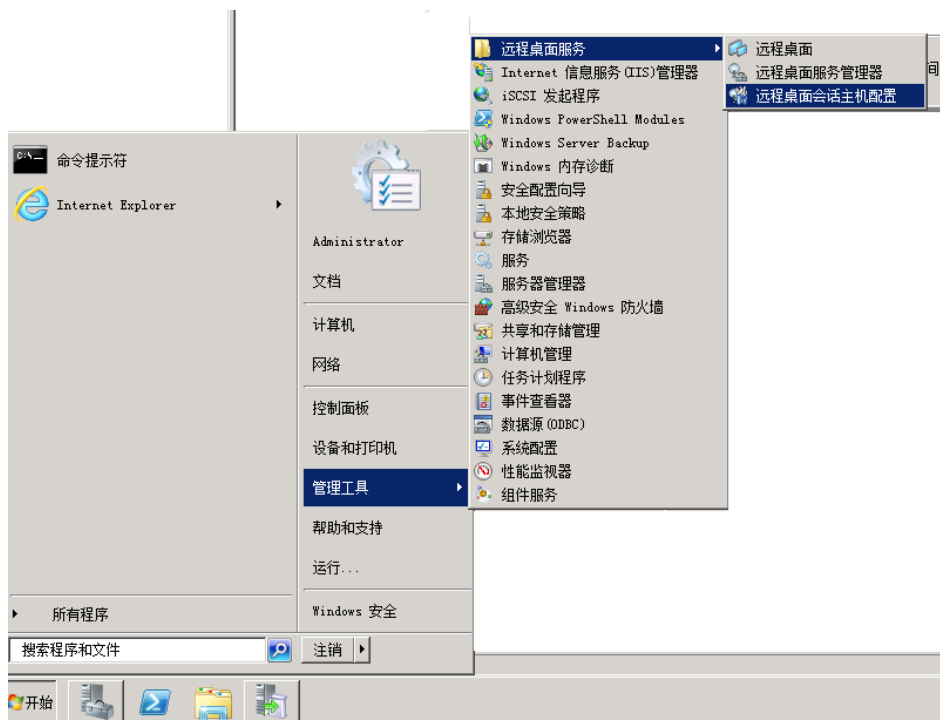 命令提示符
Internet Explorer
Administrator
文档
计算机
网络
控制面板
设备和打印机
管理工具
帮助和支持
运行...
Windows 安全
所有程序
搜索程序和文件
注销
开始
远程桌面服务
Internet 信息服务(IIS)管理器
iSCSI 发起程序
Windows PowerShell Modules
Windows Server Backup
Windows 内存诊断
安全配置向导
本地安全策略
存储浏览器
服务
服务器管理器
高级安全 Windows 防火墙
共享和存储管理
计算机管理
任务计划程序
事件查看器
数据源(ODBC)
系统配置
性能监视器
组件服务
远程桌面
远程桌面服务管理器
远程桌面会话主机配置
间